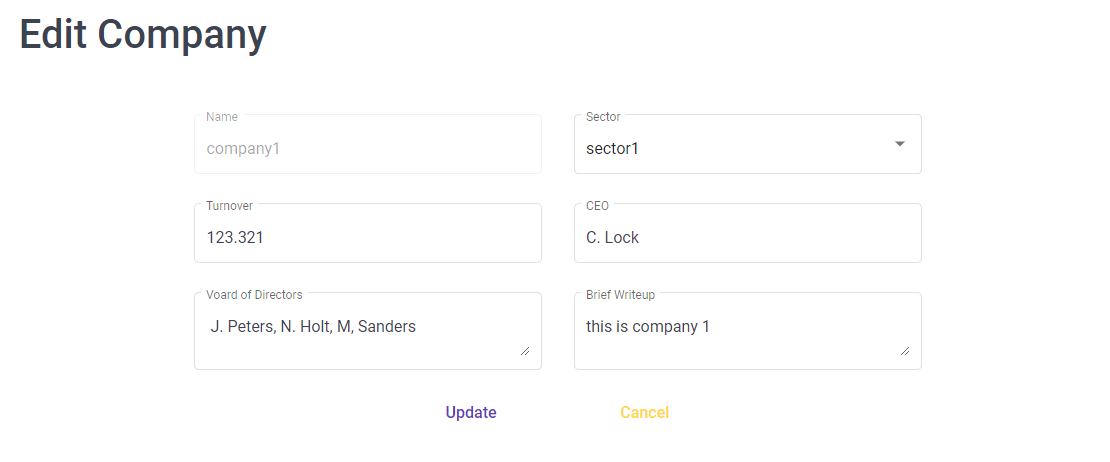 Edit Company
Name
company1
Sector
sector1
Turnover
123.321
CEO
C. Lock
Voard of Directors
J. Peters, N. Holt, M, Sanders
Brief Writeup
this is company 1
Update
Cancel